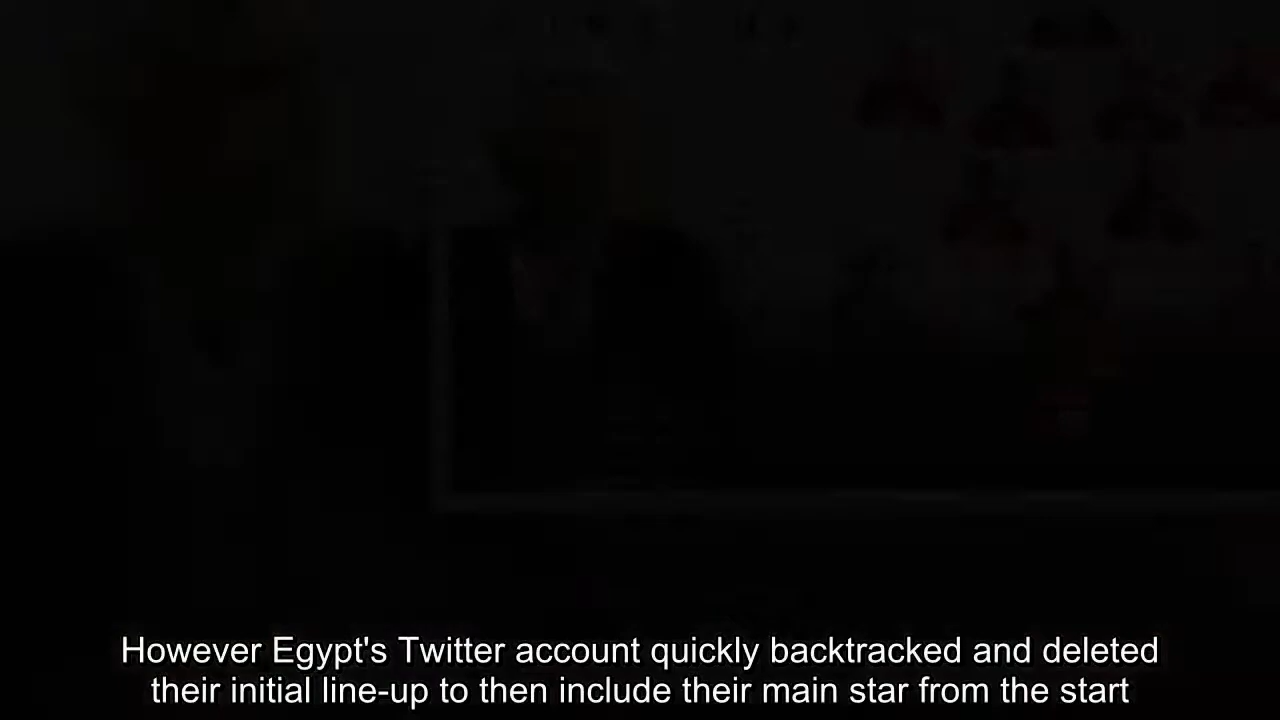 However Egypt's Twitter account quickly backtracked and deleted
their initial line-up to then include their main star from the start